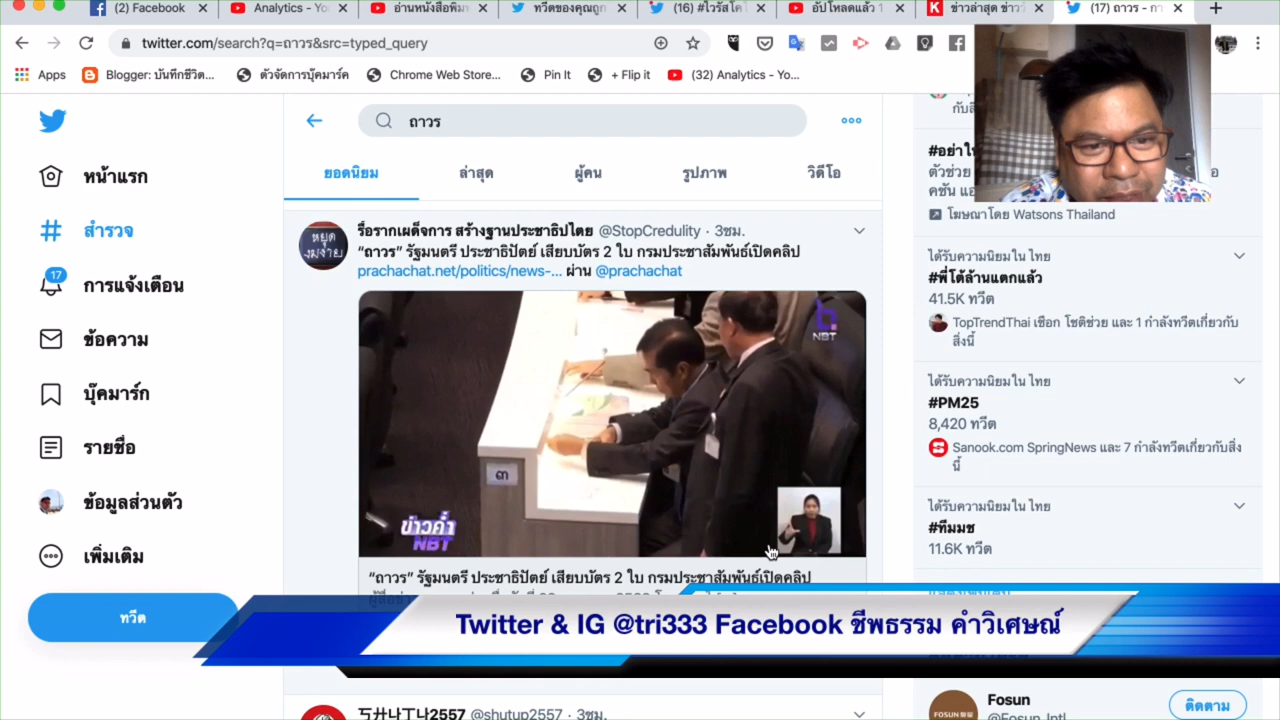 (2) Facebook
Analytics - Yo
อ่านหนังสือพิม
ทวีตของคุณถูก
(16) #ไวรัสโค
อัปโหลดแล้ว 1
ข่าวล่าสุด ข่าว
(17) ถาวร - กา
twitter.com/search?q=ถาวร&src=typed_query
Apps
Blogger: บันทึกชีวิต...
ตัวจัดการบุ๊คมาร์ค
Chrome Web Store...
Pin It
+ Flip it
(32) Analytics - Yo...
ถาวร
หน้าแรก
สำรวจ
17
การแจ้งเตือน
ข้อความ
บุ๊คมาร์ก
รายชื่อ
ข้อมูลส่วนตัว
เพิ่มเติม
ทวีต
ยอดนิยม
ล่าสุด
ผู้คน
รูปภาพ
วิดีโอ
หยุด
งมงาย
รื้อรากเผด็จการ สร้างฐานประชาธิปไตย @StopCredulity · 3ชม.
“ถาวร” รัฐมนตรี ประชาธิปัตย์ เสียบบัตร 2 ใบ กรมประชาสัมพันธ์เปิดคลิป
prachachat.net/politics/news-... ผ่าน @prachachat
NBT
๓
ข่าวค่ำ
NBT
“ถาวร” รัฐมนตรี ประชาธิปัตย์ เสียบบัตร 2 ใบ กรมประชาสัมพันธ์เปิดคลิป
Twitter & IG @tri333 Facebook ชีพธรรม คำวิเศษณ์
@shutup2557 · 3ชม.
#อย่าใ
ตัวช่วย
คชัน แอ
โฆษณาโดย Watsons Thailand
ได้รับความนิยมใน ไทย
#พี่โต้ล้านแตกแล้ว
41.5K ทวีต
TopTrendThai เชือก โชติช่วย และ 1 กำลังทวีตเกี่ยวกับ
สิ่งนี้
ได้รับความนิยมใน ไทย
#PM25
8,420 ทวีต
Sanook.com SpringNews และ 7 กำลังทวีตเกี่ยวกับสิ่ง
นี้
ได้รับความนิยมใน ไทย
#ทีมมช
11.6K ทวีต
FOSUN
Fosun
@Fosun_Intl
ติดตาม